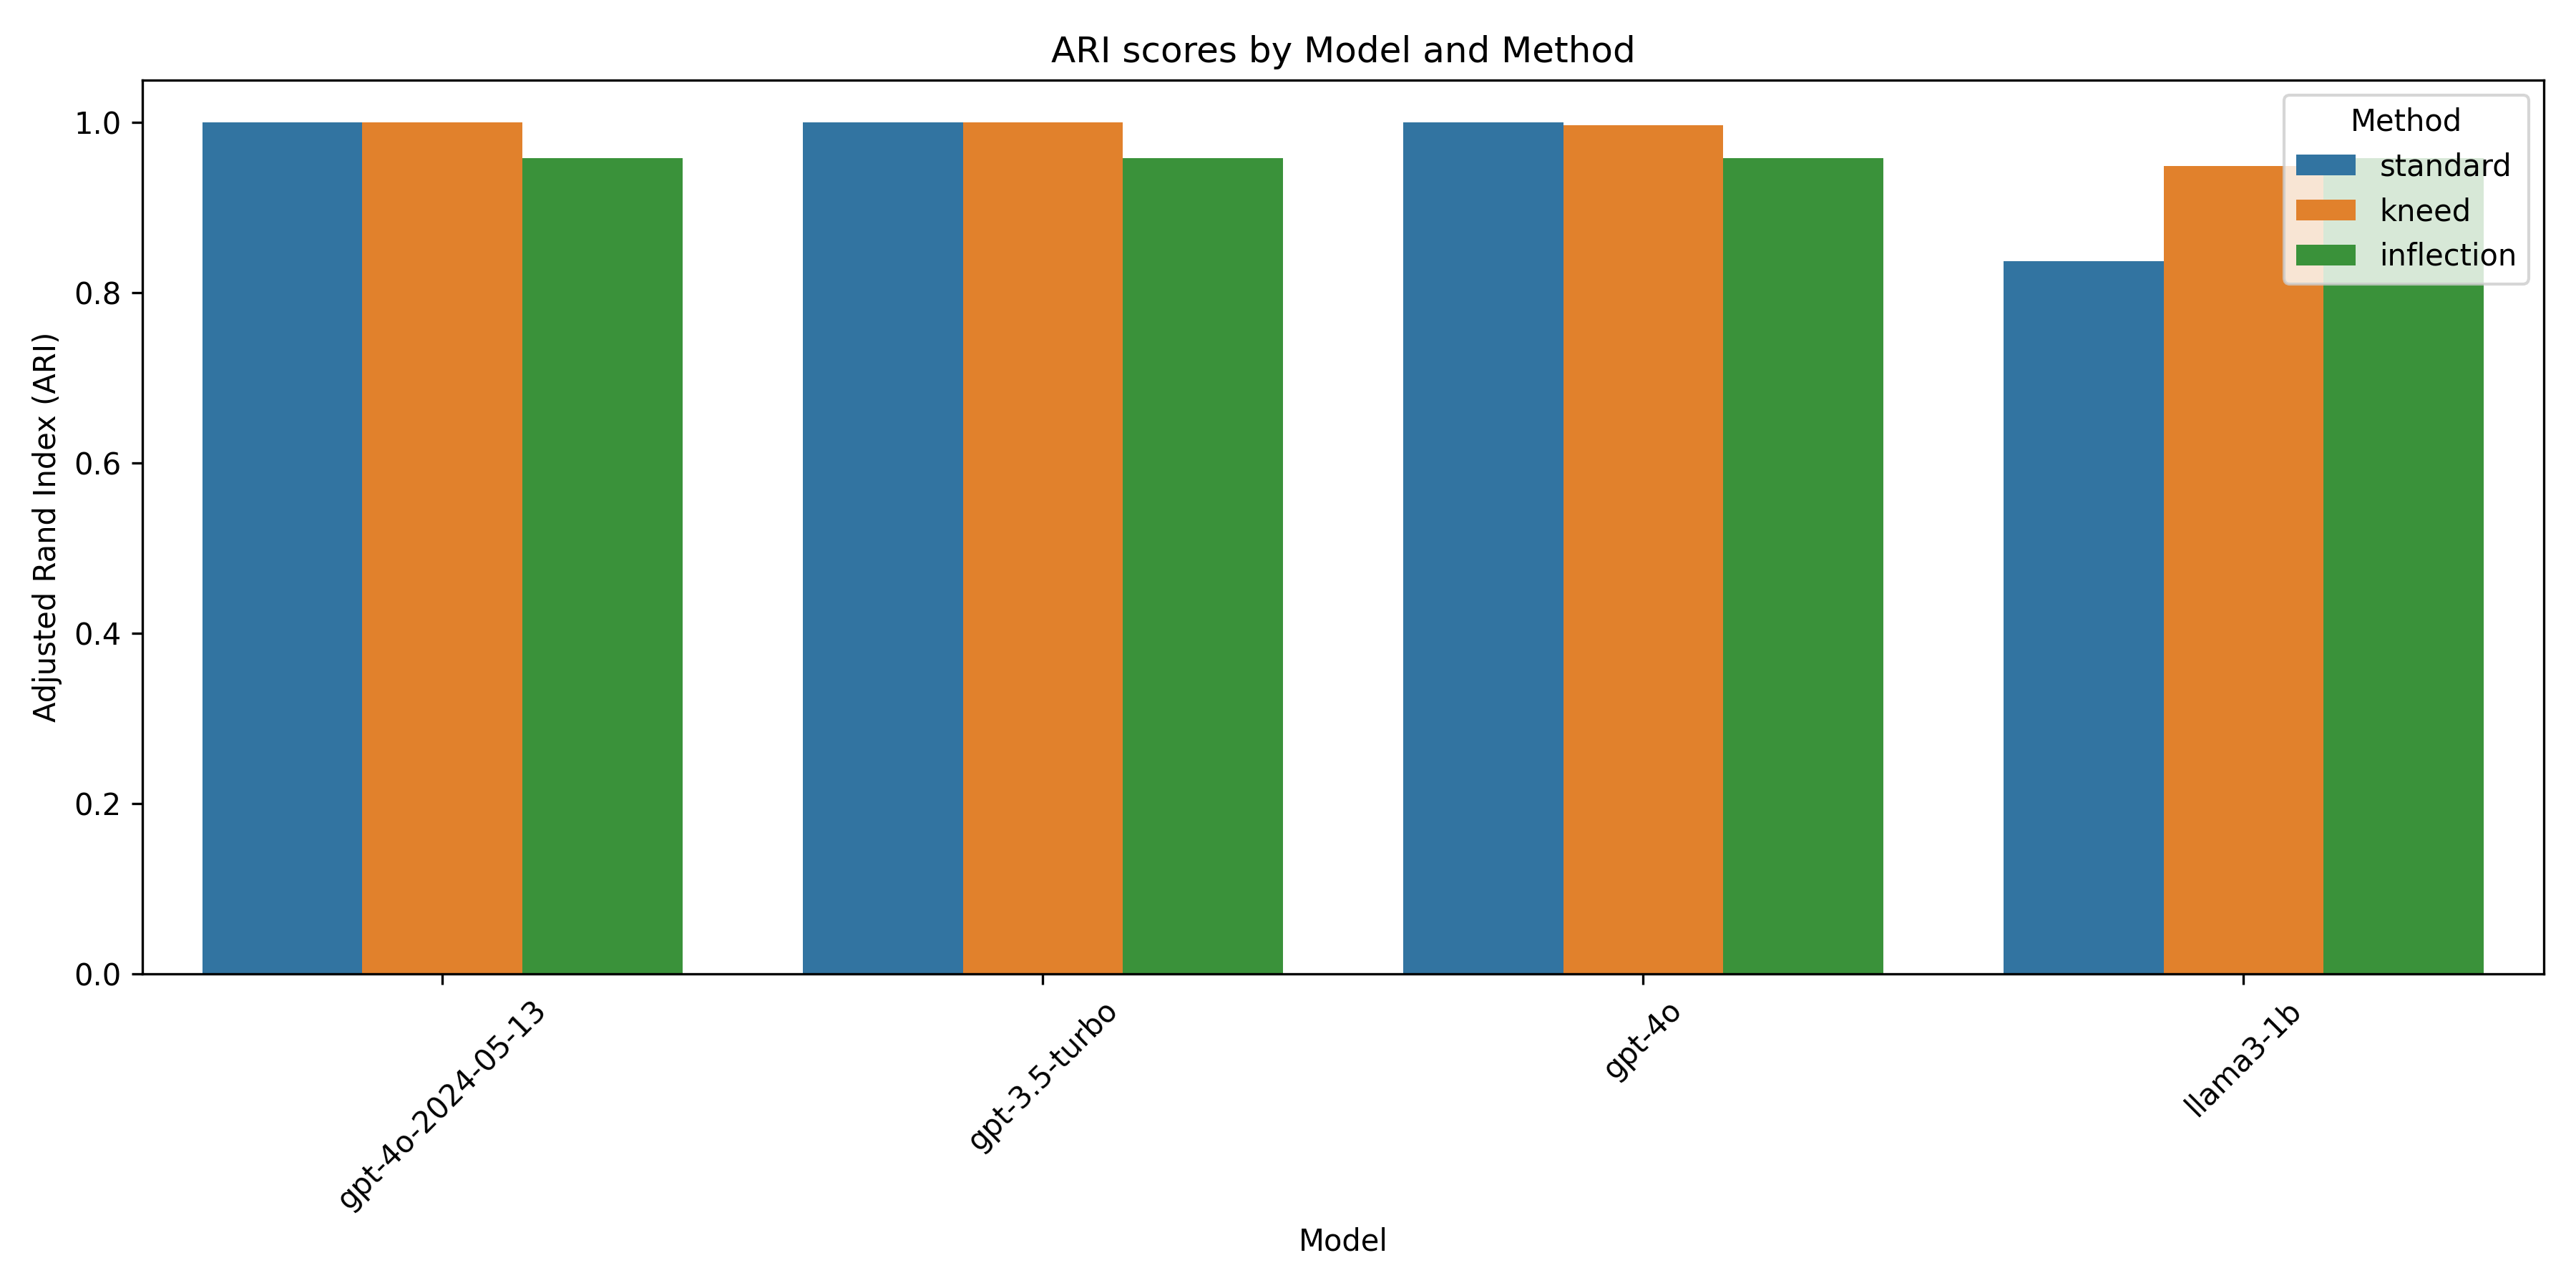 ARI scores by Model and Method
Adjusted Rand Index (ARI)
1.0
0.8
0.6
0.4
0.2
0.0
Method
standard
kneed
inflection
gpt-4o-2024-05-13
gpt-3.5-turbo
gpt-4o
llama3-1b
Model